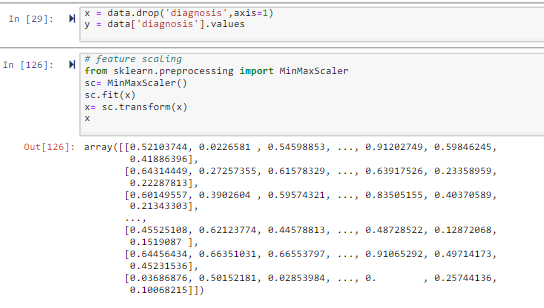 In [29]: x = data.drop('diagnosis',axis=1)
y = data['diagnosis'].values
In [126]: # feature scaling
from sklearn.preprocessing import MinMaxScaler
sc= MinMaxScaler()
sc.fit(x)
x= sc.transform(x)
x
Out[126]: array([[0.52103744, 0.0226581 , 0.54598853, ..., 0.91202749, 0.59846245,
0.41886396],
[0.64314449, 0.27257355, 0.61578329, ..., 0.63917526, 0.23358959,
0.22287813],
[0.60149557, 0.3902604 , 0.59574321, ..., 0.83505155, 0.40370589,
0.21343303],
...,
[0.45525108, 0.62123774, 0.44578813, ..., 0.48728522, 0.12872068,
0.1519087 ],
[0.64456434, 0.66351031, 0.66553797, ..., 0.91065292, 0.49714173,
0.45231536],
[0.03686876, 0.50152181, 0.02853984, ..., 0. , 0.25744136,
0.10068215]])